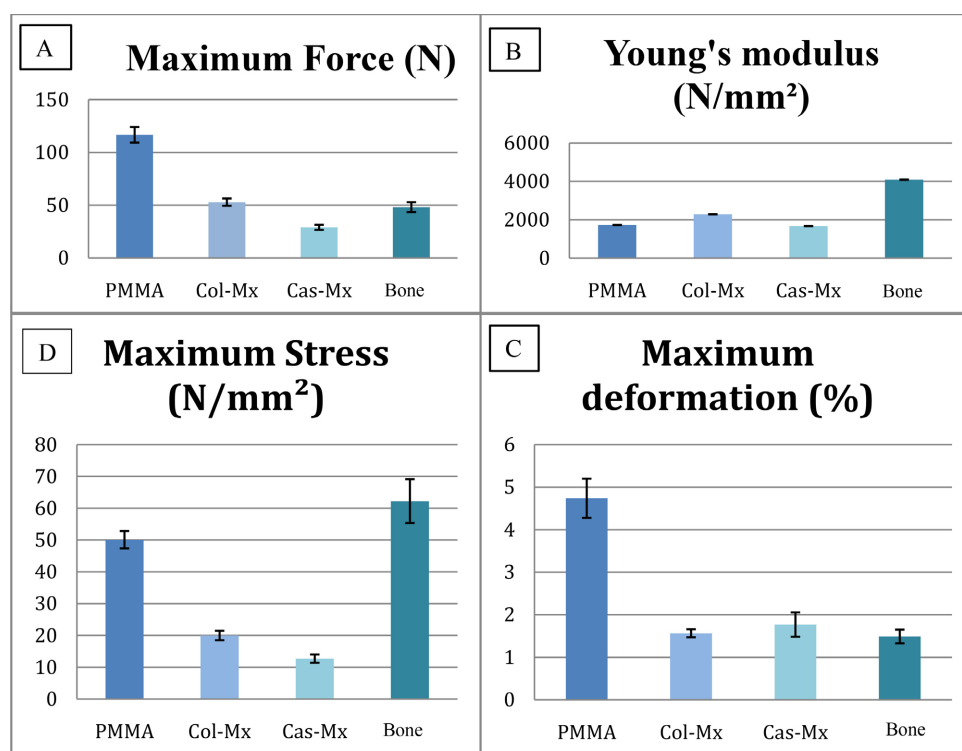 A
Maximum Force (N)
150
100
50
0
PMMA Col-Mx Cas-Mx Bone
B
Young's modulus
(N/mm²)
6000
4000
2000
0
PMMA Col-Mx Cas-Mx Bone
D
Maximum Stress
(N/mm²)
80
70
60
50
40
30
20
10
0
PMMA Col-Mx Cas-Mx Bone
C
Maximum
deformation (%)
6
5
4
3
2
1
0
PMMA Col-Mx Cas-Mx Bone